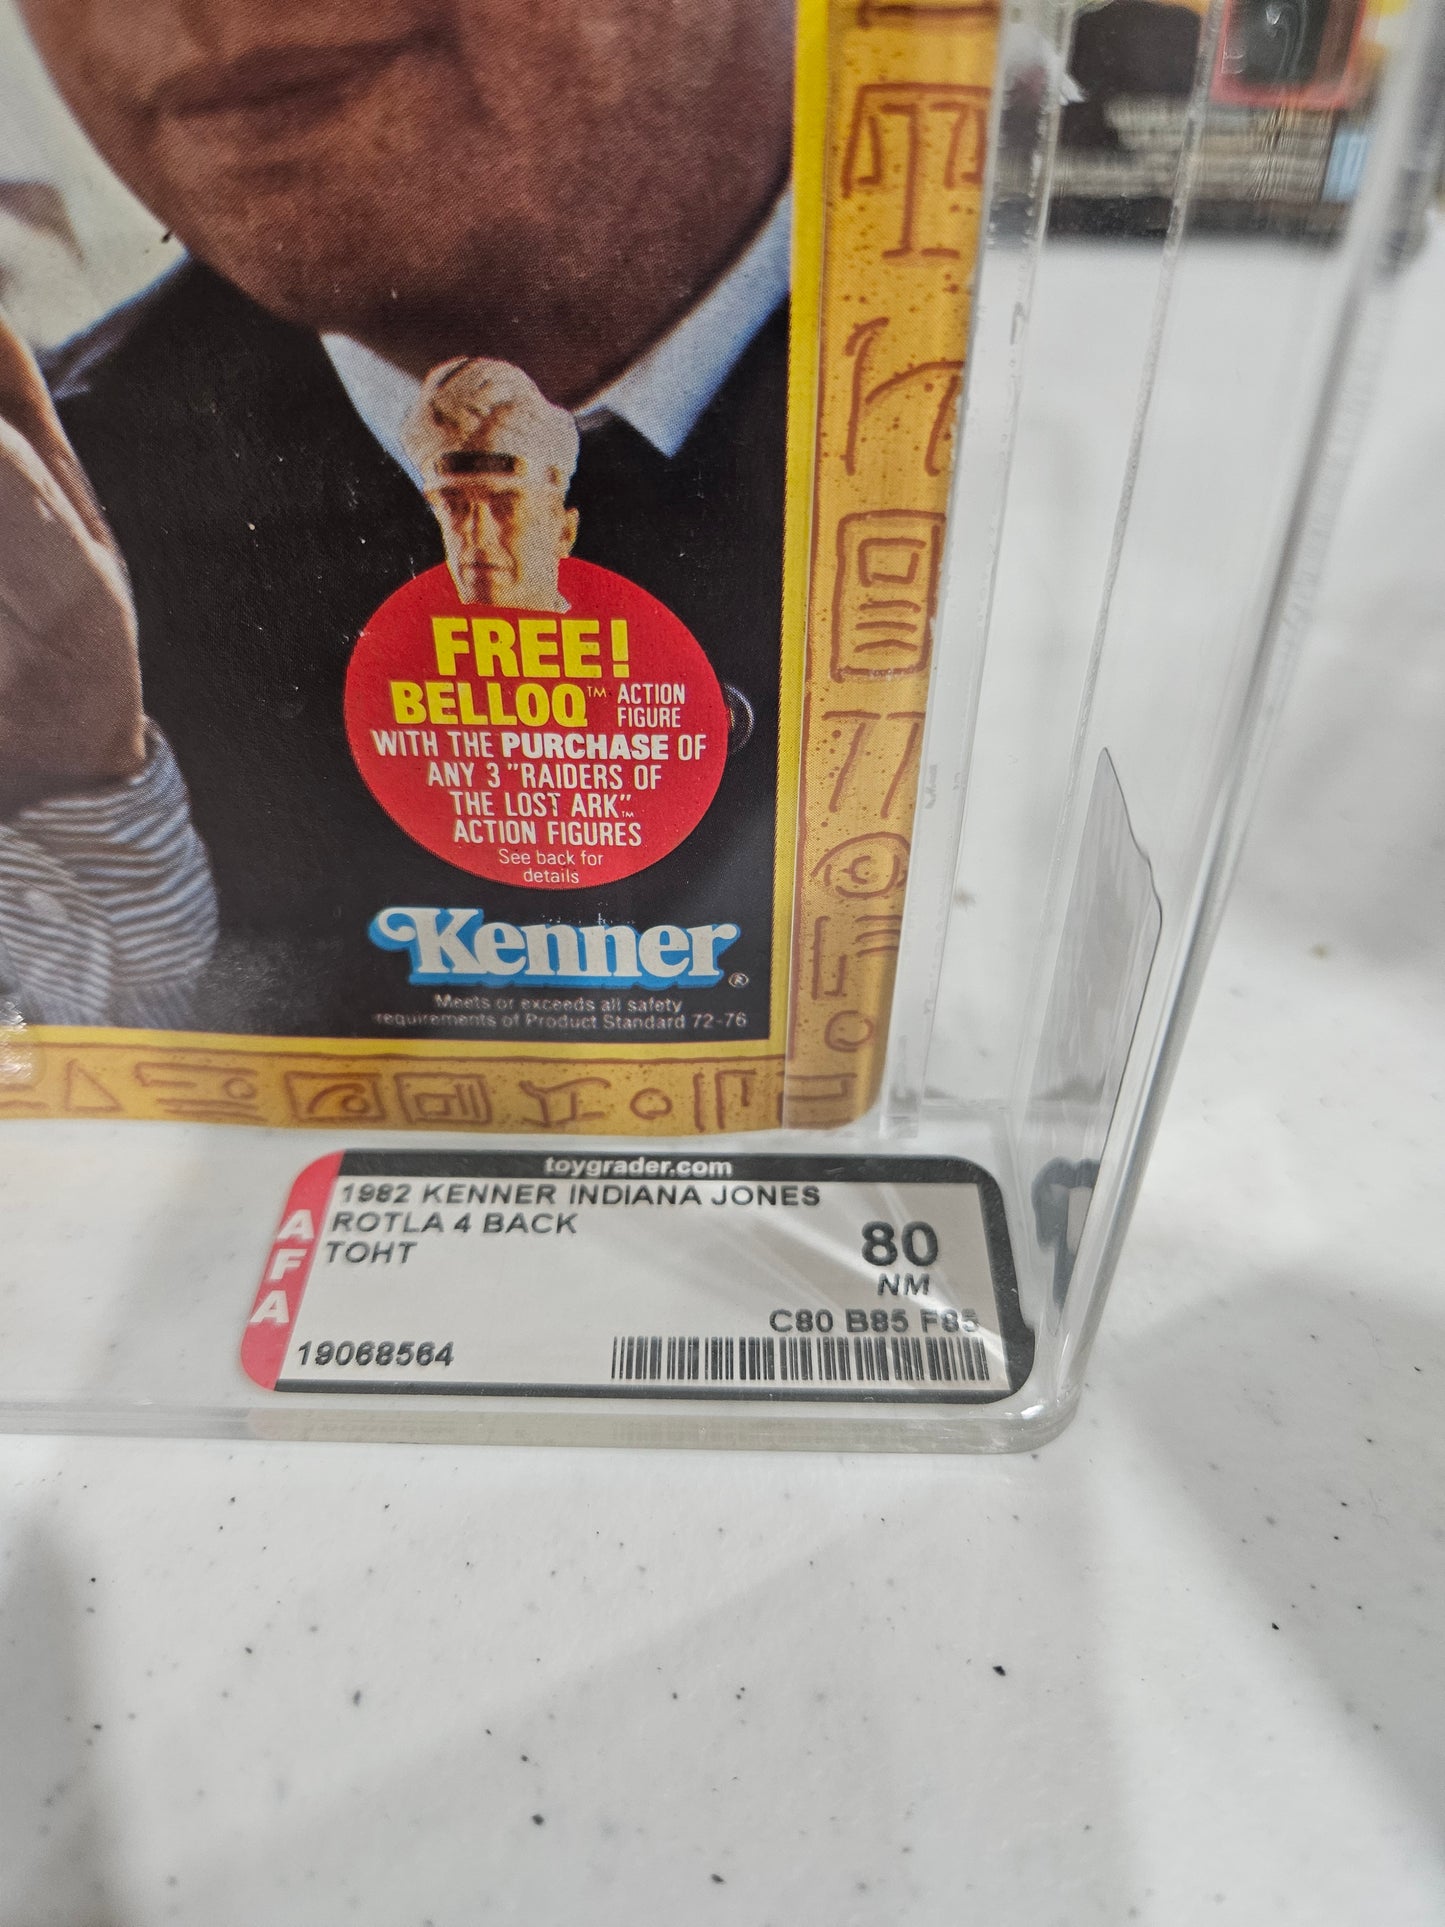 FREE!
BELLOQ™ ACTION
FIGURE
WITH THE PURCHASE OF
ANY 3 "RAIDERS OF
THE LOST ARK"™
ACTION FIGURES
See back for
details
Kenner®
Meets or exceeds all safety
requirements of Product Standard 72-76
toygrader.com
AFA
1982 KENNER INDIANA JONES
ROTLA 4 BACK
TOHT
80
NM
C80 B85 F85
19068564